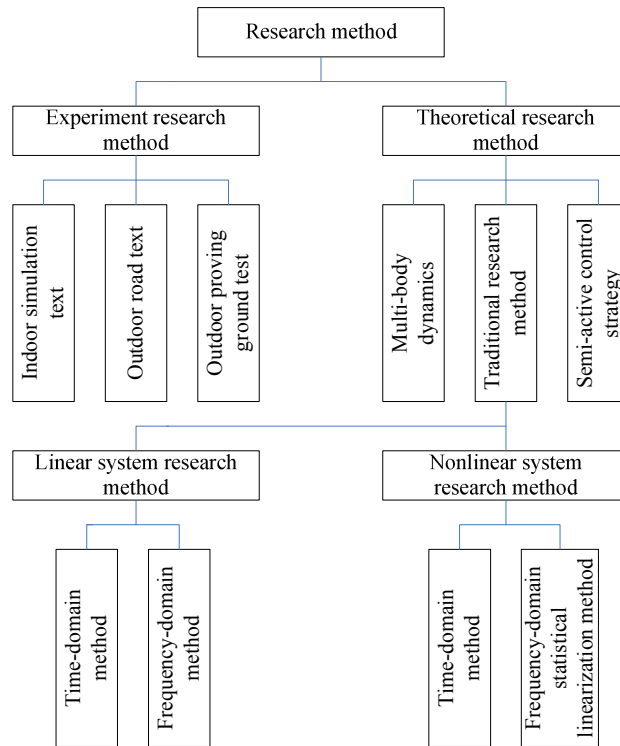 Research method
Experiment research
method
Theoretical research
method
Indoor simulation
text
Outdoor road text
Outdoor proving
ground test
Multi-body
dynamics
Traditional research
method
Semi-active control
strategy
Linear system research
method
Nonlinear system
research method
Time-domain
method
Frequency-domain
method
Time-domain
method
Frequency-domain
statistical
linearization method